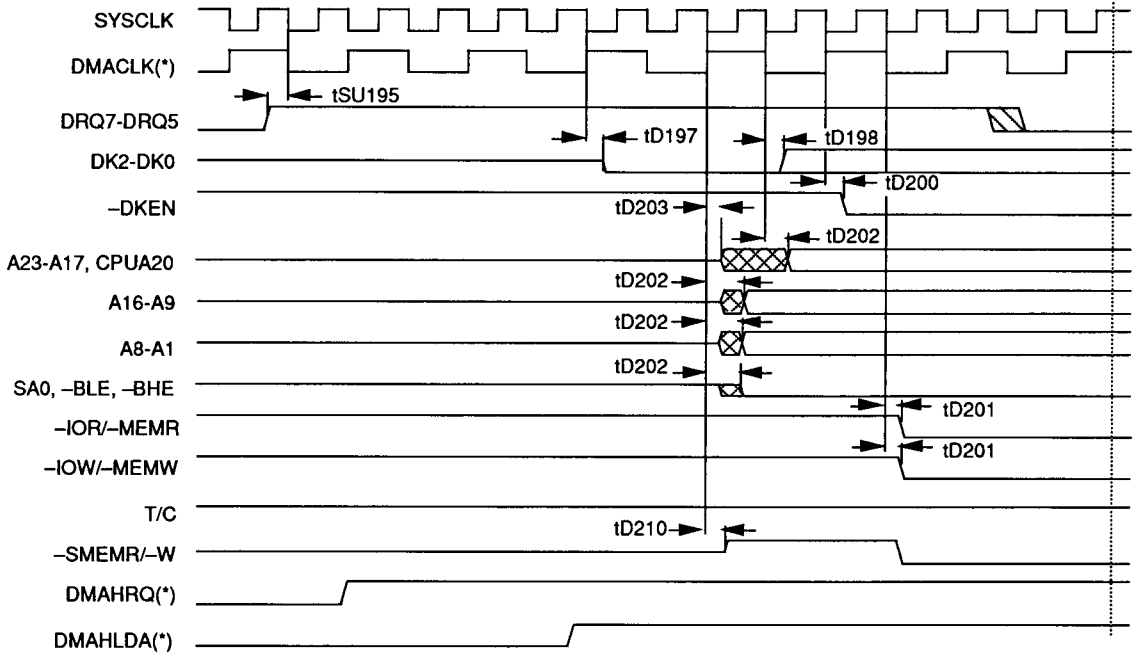 SYSCLK
DMACLK(*)
tSU195
DRQ7-DRQ5
tD197
tD198
DK2-DK0
tD200
–DKEN
tD203
tD202
A23-A17, CPUA20
tD202
A16-A9
tD202
A8-A1
tD202
SA0, –BLE, –BHE
tD201
–IOR/–MEMR
tD201
–IOW/–MEMW
T/C
tD210
–SMEMR/–W
DMAHRQ(*)
DMAHLDA(*)